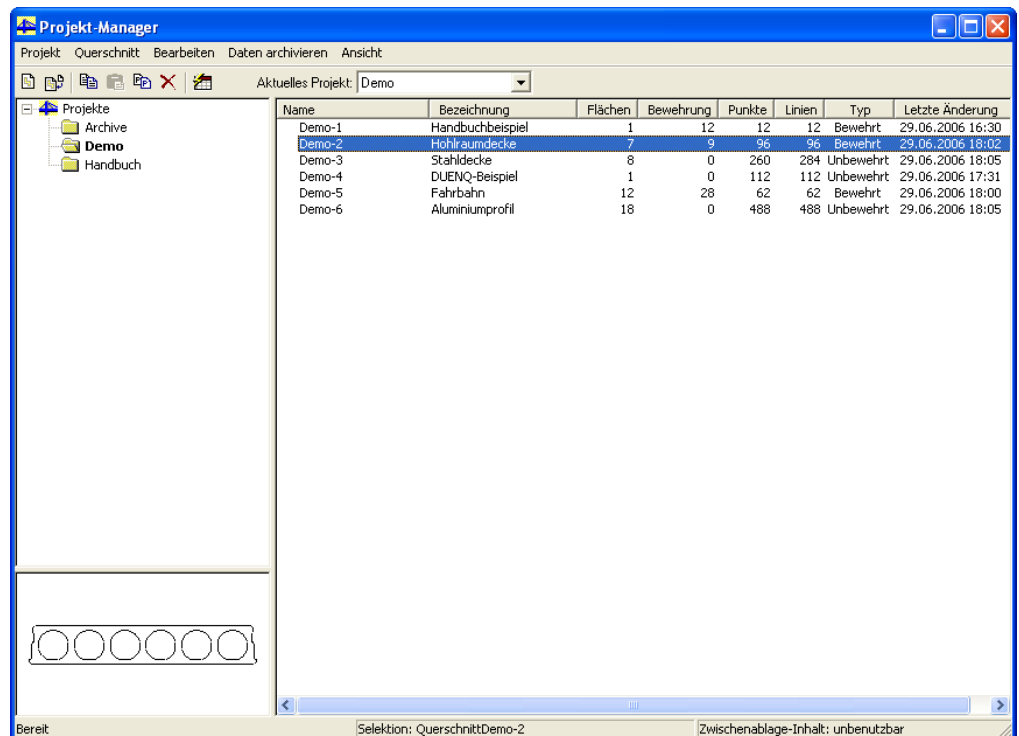 Projekt-Manager
Projekt Querschnitt Bearbeiten Daten archivieren Ansicht
Aktuelles Projekt: Demo
Projekte
Archive
Demo
Handbuch
Name Bezeichnung Flächen Bewehrung Punkte Linien Typ Letzte Änderung
Demo-1 Handbuchbeispiel 1 12 12 12 Bewehrt 29.06.2006 16:30
Demo-2 Hohlraumdecke 7 9 96 96 Bewehrt 29.06.2006 18:02
Demo-3 Stahldecke 8 0 260 284 Unbewehrt 29.06.2006 18:05
Demo-4 DUENQ-Beispiel 1 0 112 112 Unbewehrt 29.06.2006 17:31
Demo-5 Fahrbahn 12 28 62 62 Bewehrt 29.06.2006 18:00
Demo-6 Aluminiumprofil 18 0 488 488 Unbewehrt 29.06.2006 18:05
Bereit Selektion: QuerschnittDemo-2 Zwischenablage-Inhalt: unbenutzbar